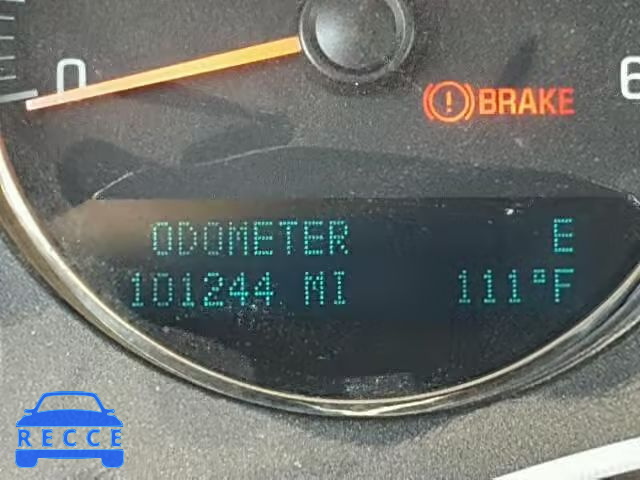 0
6
BRAKE
ODOMETER E
101244 MI 111°F
RECCE